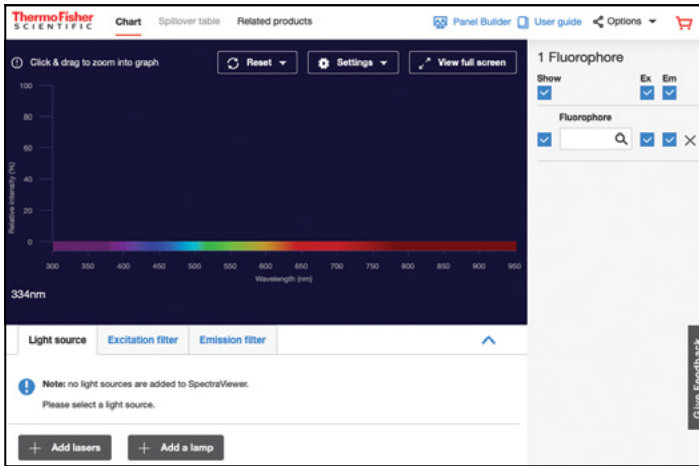 ThermoFisher
SCIENTIFIC
Chart Spillover table Related products Panel Builder User guide Options
Click & drag to zoom into graph Reset Settings View full screen
1 Fluorophore
Show Ex Em
Fluorophore
100
80
60
40
20
0
Relative intensity (%)
300 350 400 450 500 550 600 650 700 750 800 850 900 950
Wavelength (nm)
334nm
Light source Excitation filter Emission filter
Note: no light sources are added to SpectraViewer.
Please select a light source.
+ Add lasers + Add a lamp
Give Feedback